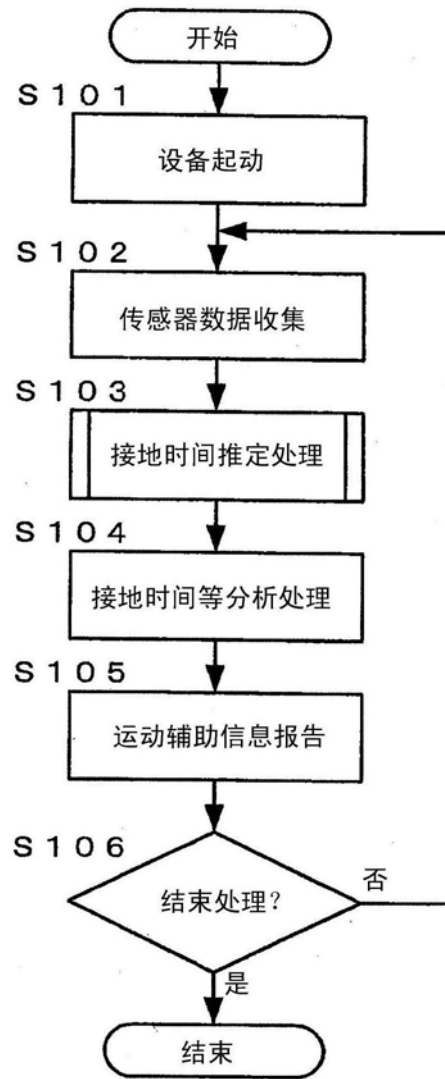 开始
S101
设备起动
S102
传感器数据收集
S103
接地时间推定处理
S104
接地时间等分析处理
S105
运动辅助信息报告
S106
结束处理?
否
是
结束